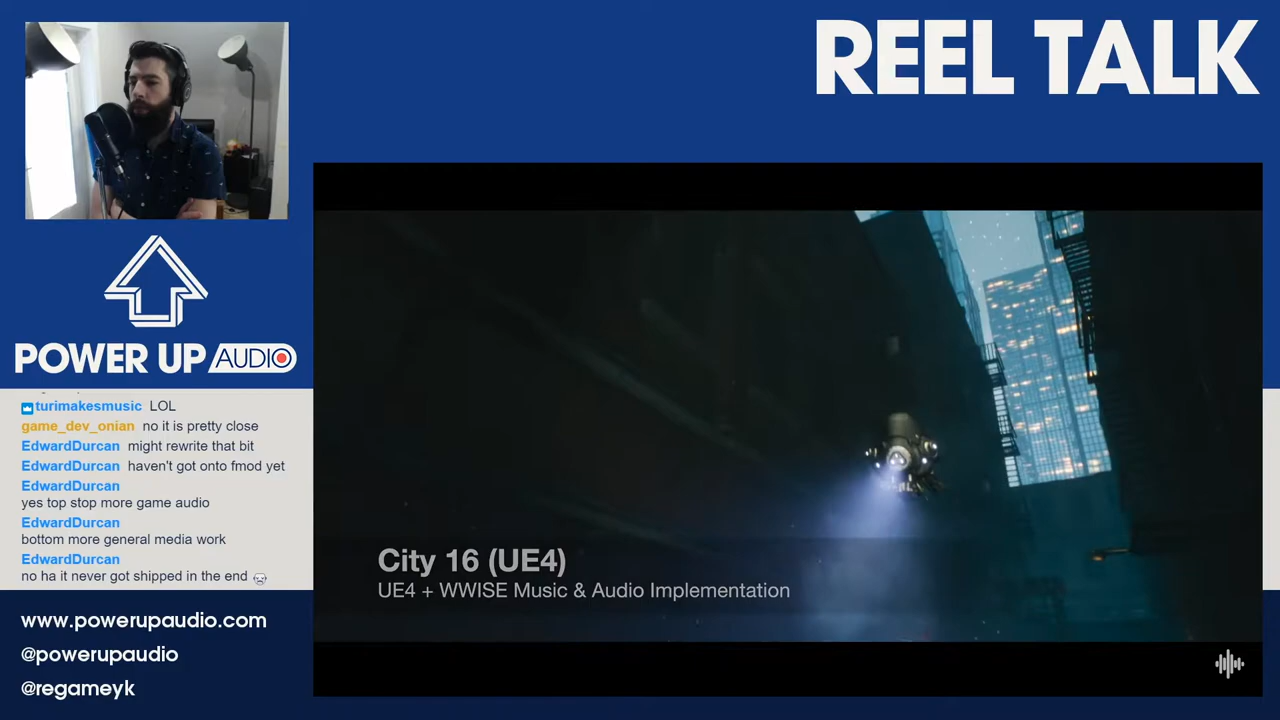 REEL TALK
POWER UP AUDIO
turimakesmusic LOL
game_dev_onian no it is pretty close
EdwardDurcan might rewrite that bit
EdwardDurcan haven't got onto fmod yet
EdwardDurcan
yes top stop more game audio
EdwardDurcan
bottom more general media work
EdwardDurcan
no ha it never got shipped in the end
www.powerupaudio.com
@powerupaudio
@regameyk
City 16 (UE4)
UE4 + WWISE Music & Audio Implementation